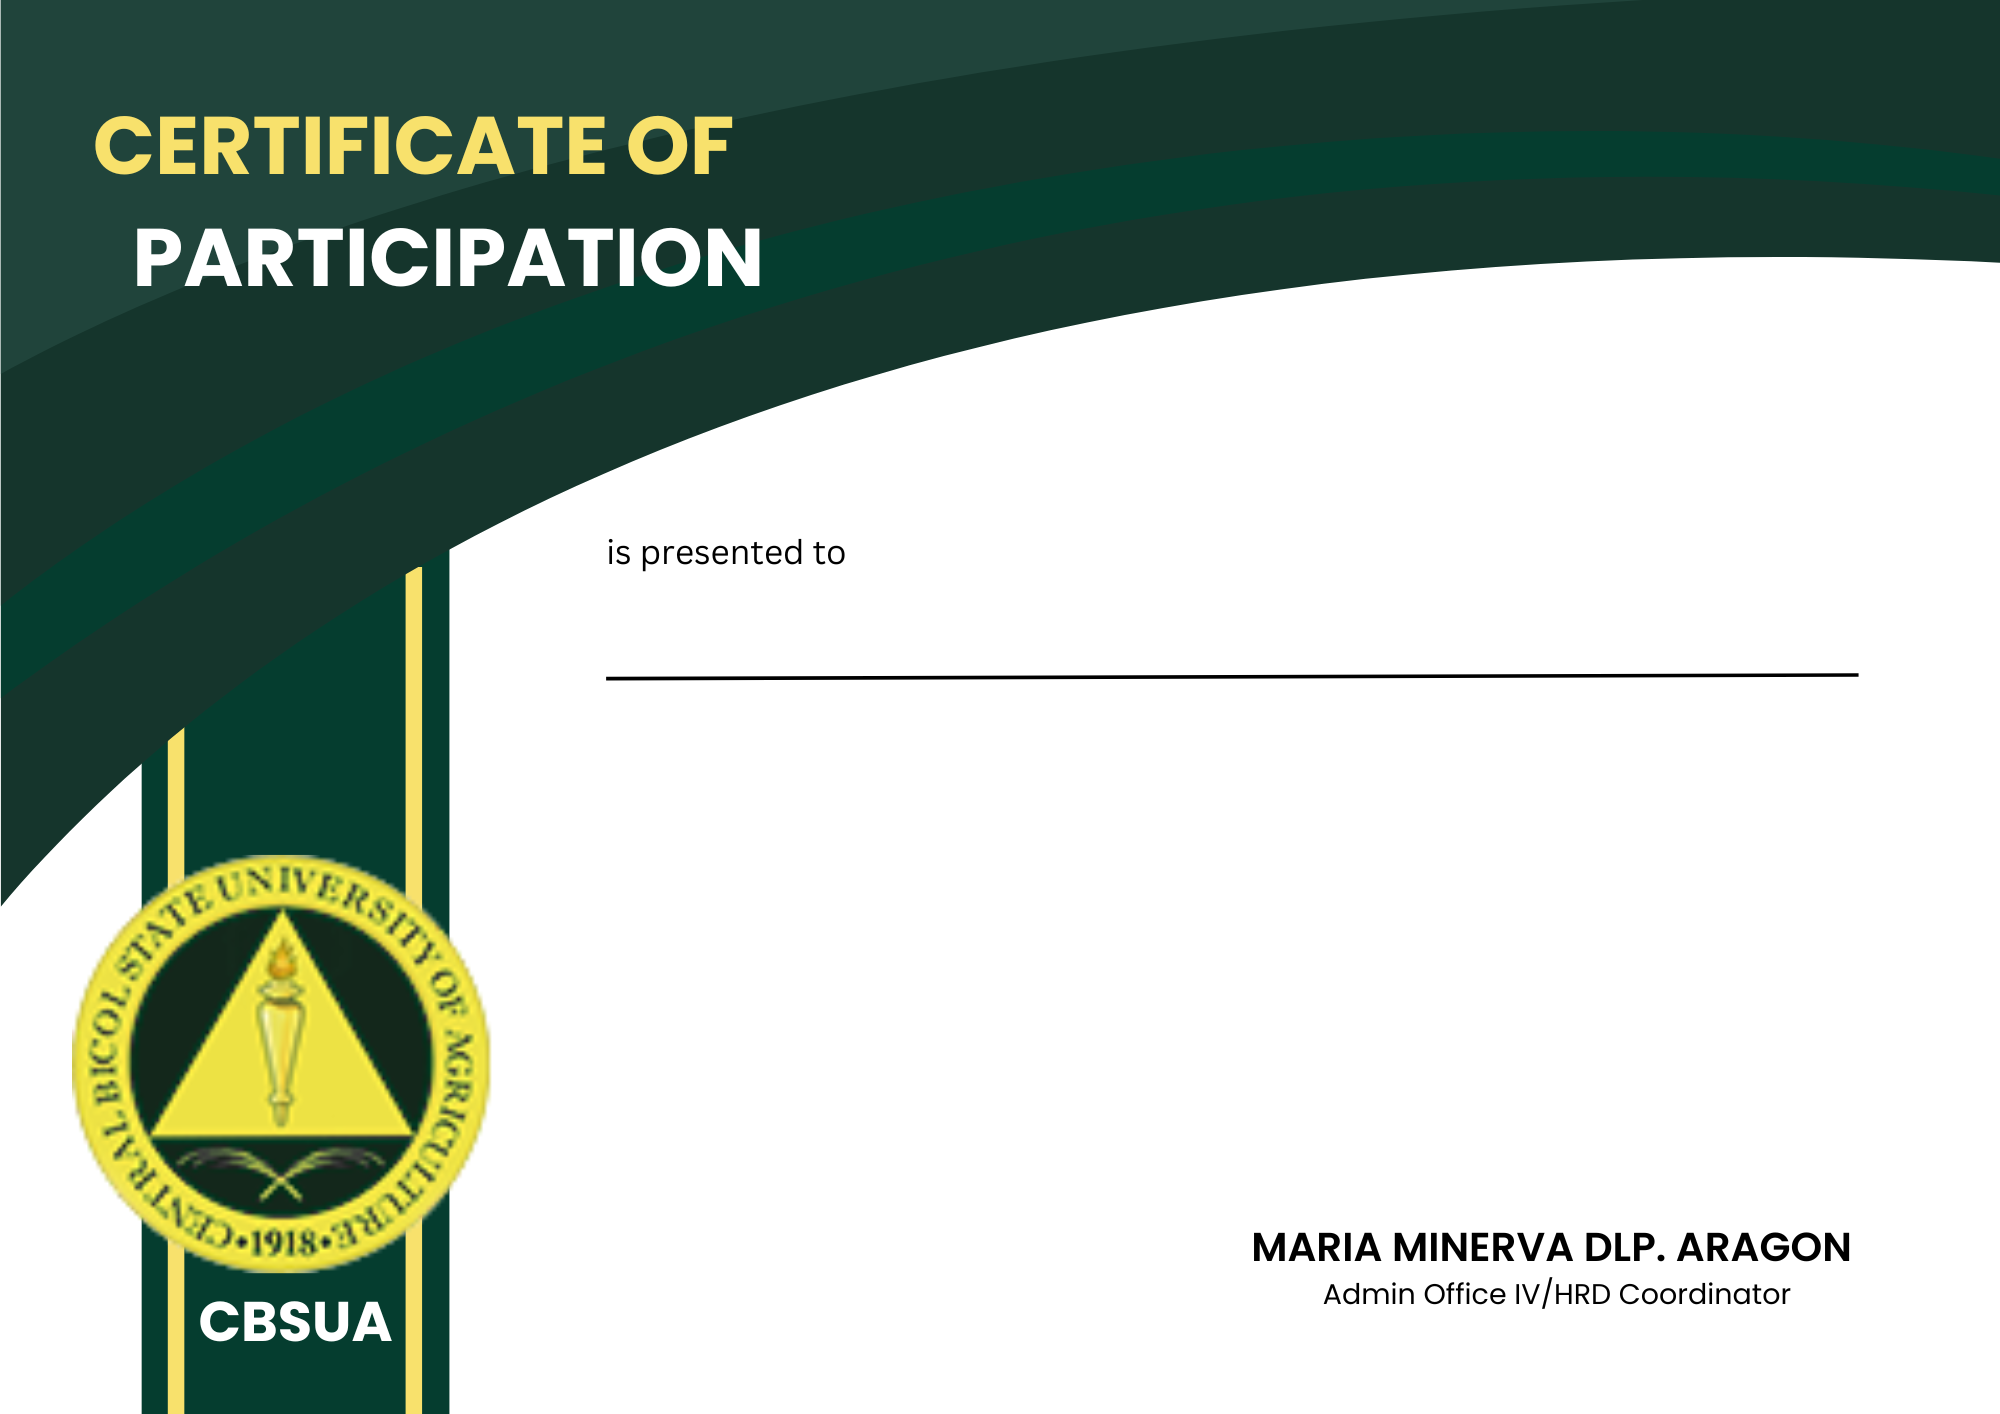 CERTIFICATE OF
PARTICIPATION
is presented to
CENTRAL BICOL STATE UNIVERSITY OF AGRICULTURE
•1918•
CBSUA
MARIA MINERVA DLP. ARAGON
Admin Office IV/HRD Coordinator